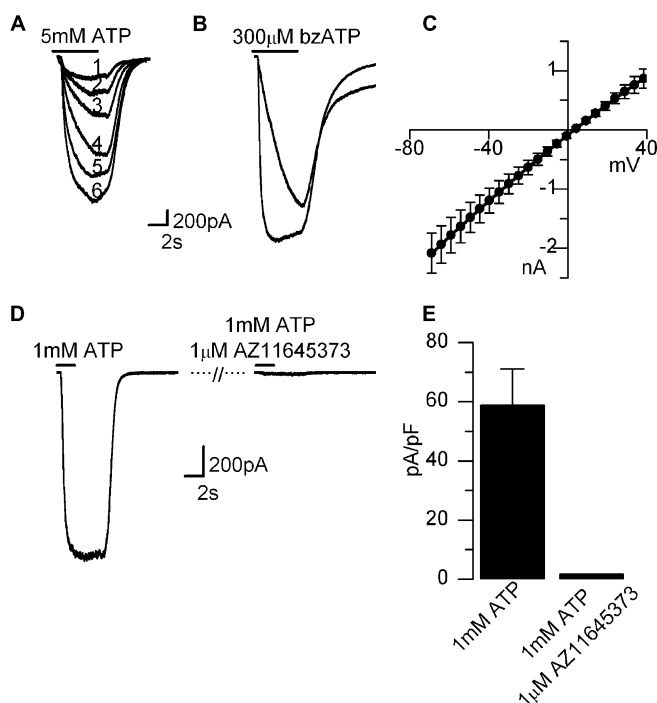 A
5mM ATP
1
2
3
4
5
6
200pA
2s
B
300µM bzATP
C
1
-80
-40
40
mV
-1
-2
nA
D
1mM ATP
1mM ATP
1µM AZ11645373
//
200pA
2s
E
80
60
40
20
0
pA/pF
1mM ATP
1mM ATP
1µM AZ11645373